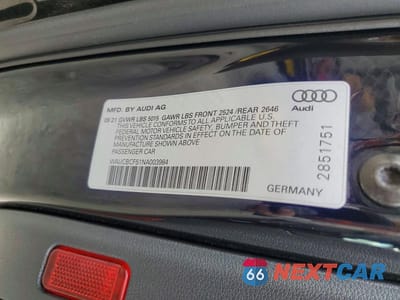 MFD. BY AUDI AG
09 21 GVWR LBS 5015 GAWR LBS FRONT 2524 /REAR 2646
THIS VEHICLE CONFORMS TO ALL APPLICABLE U.S.
FEDERAL MOTOR VEHICLE SAFETY, BUMPER AND THEFT
PREVENTION STANDARDS IN EFFECT ON THE DATE OF
MANUFACTURE SHOWN ABOVE
PASSENGER CAR
WAUCBCF51NA003984
Audi
2851751
GERMANY
66 NEXTCAR